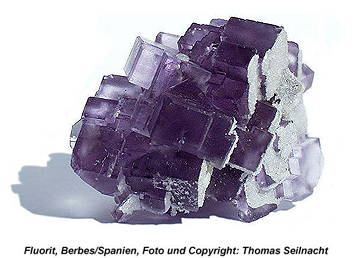 Fluorit, Berbes/Spanien, Foto und Copyright: Thomas Seilnacht